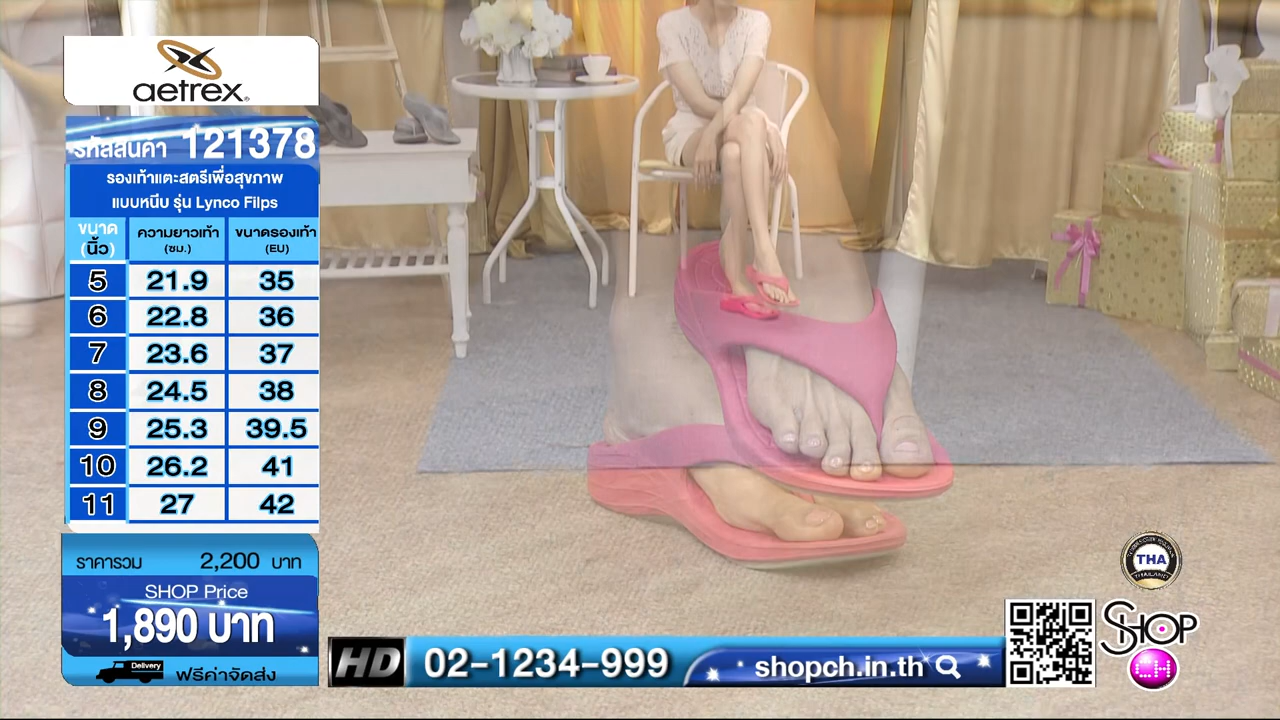 aetrex®
รหัสสินค้า 121378
รองเท้าแตะสตรีเพื่อสุขภาพ
แบบหนีบ รุ่น Lynco Filps
ขนาด (นิ้ว) ความยาวเท้า (ซม.) ขนาดรองเท้า (EU)
5 21.9 35
6 22.8 36
7 23.6 37
8 24.5 38
9 25.3 39.5
10 26.2 41
11 27 42
ราคารวม 2,200 บาท
SHOP Price
1,890 บาท
Delivery ฟรีค่าจัดส่ง
HD 02-1234-999 shopch.in.th
THA
THAILAND
SHOP
CH